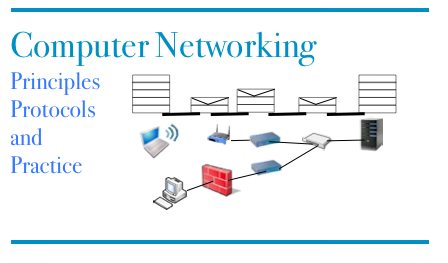 Computer Networking
Principles
Protocols
and
Practice